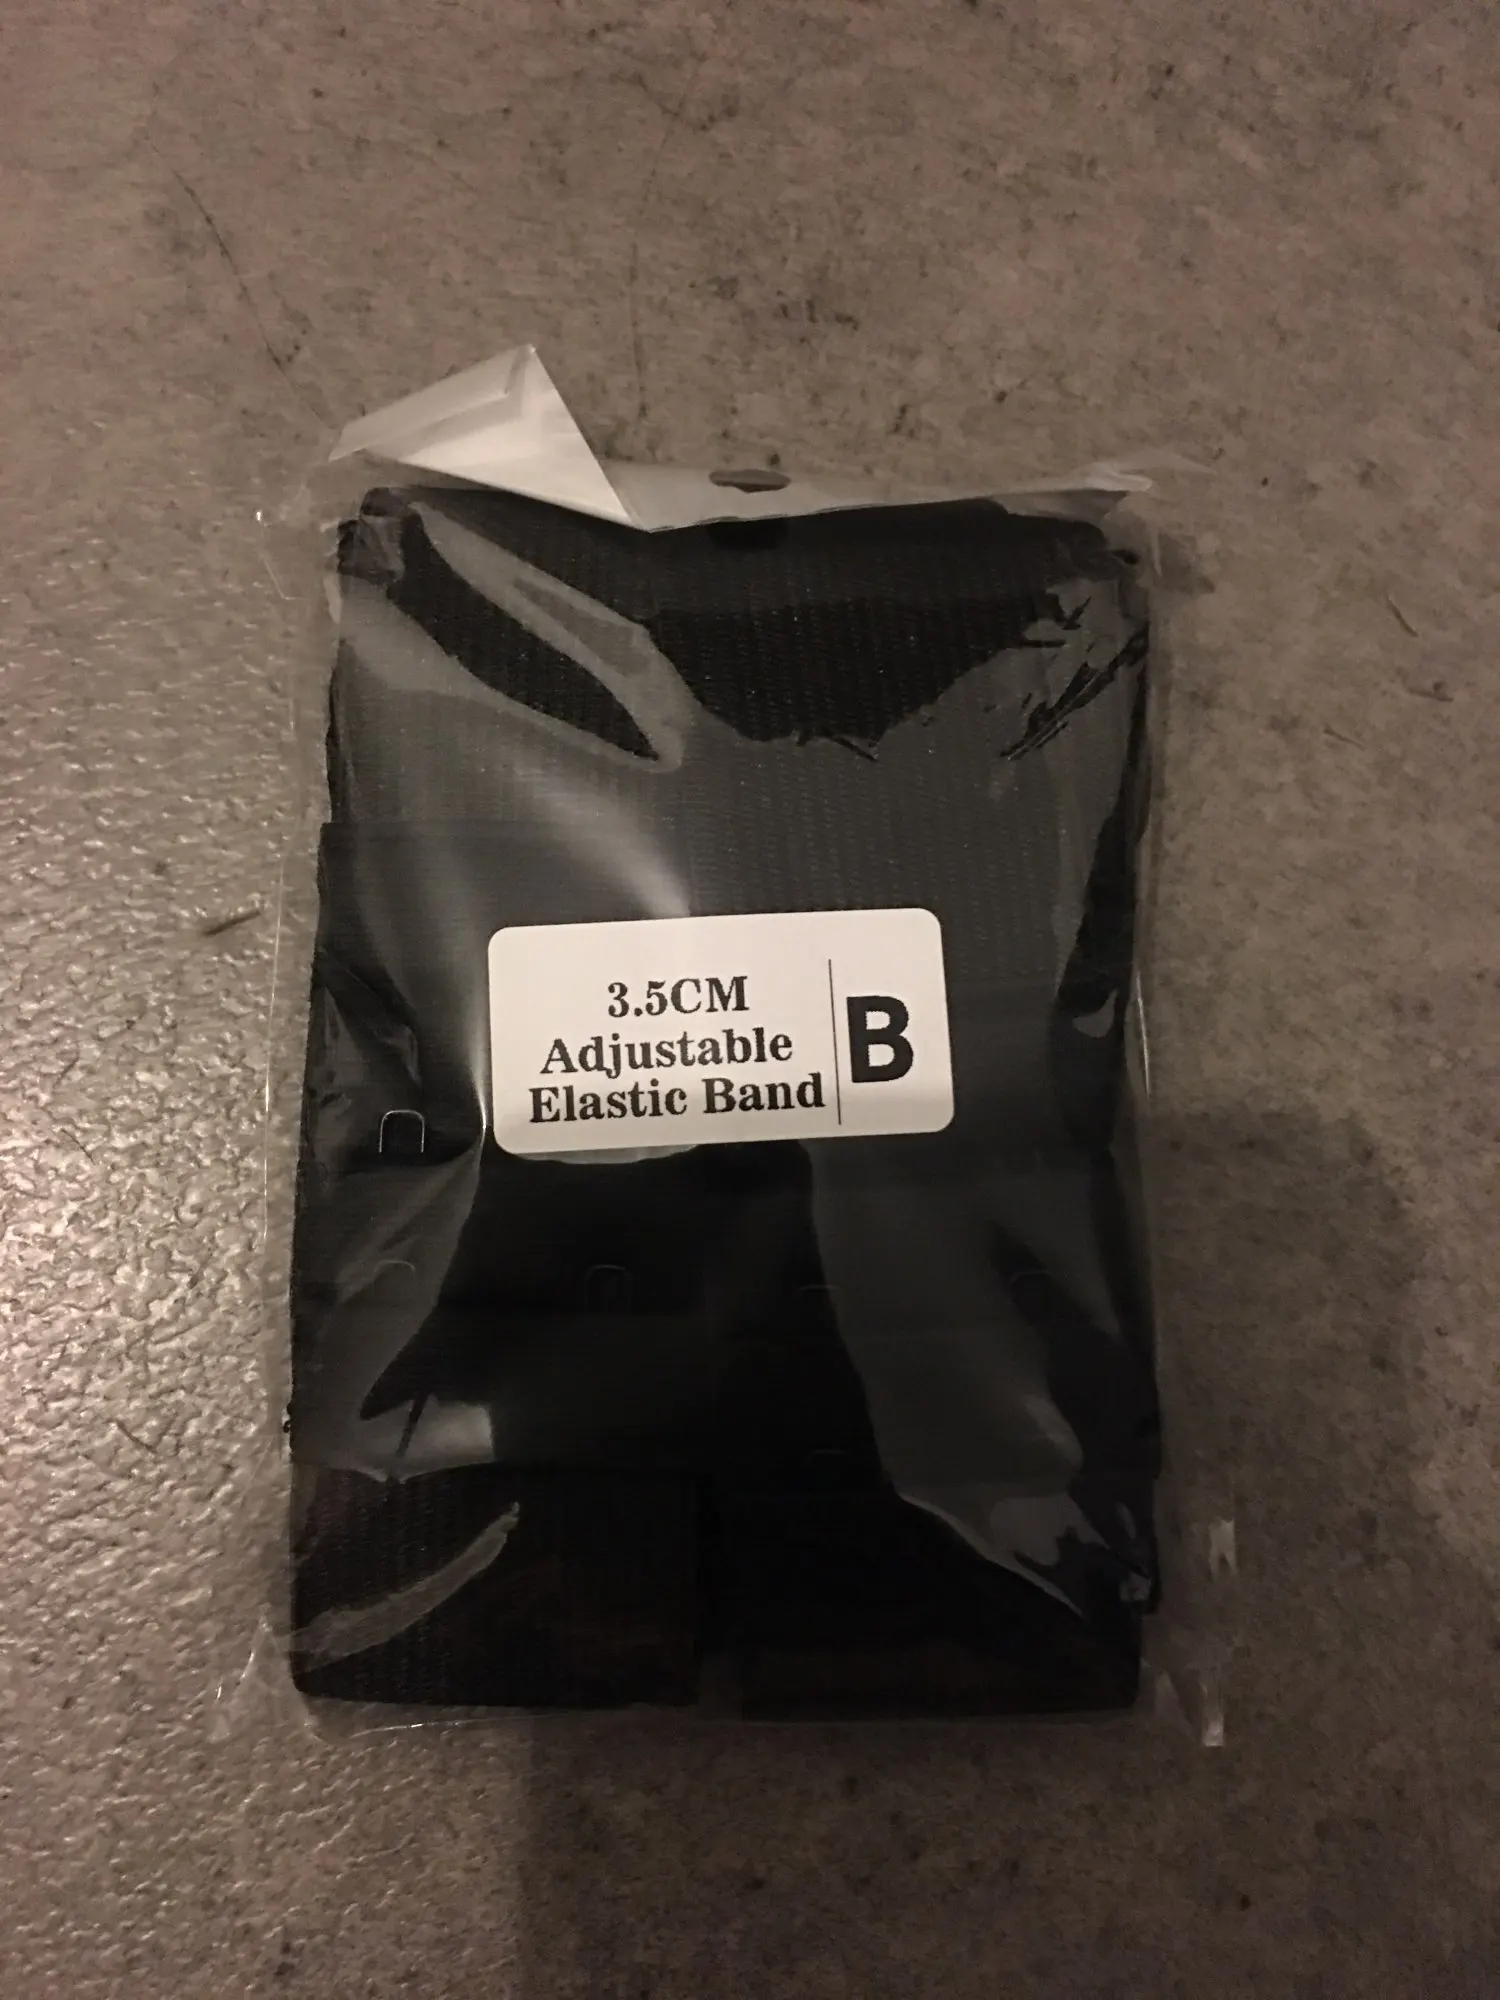 3.5CM
Adjustable
Elastic Band
B